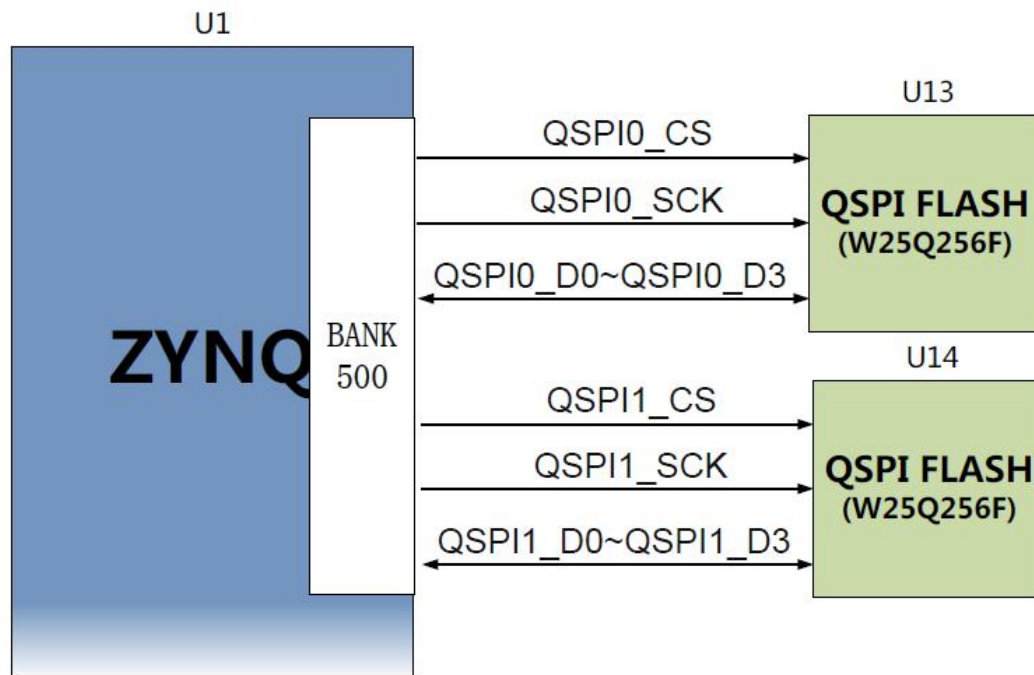 U1
ZYNQ
BANK
500
QSPI0_CS
QSPI0_SCK
QSPI0_D0~QSPI0_D3
U13
QSPI FLASH
(W25Q256F)
QSPI1_CS
QSPI1_SCK
QSPI1_D0~QSPI1_D3
U14
QSPI FLASH
(W25Q256F)